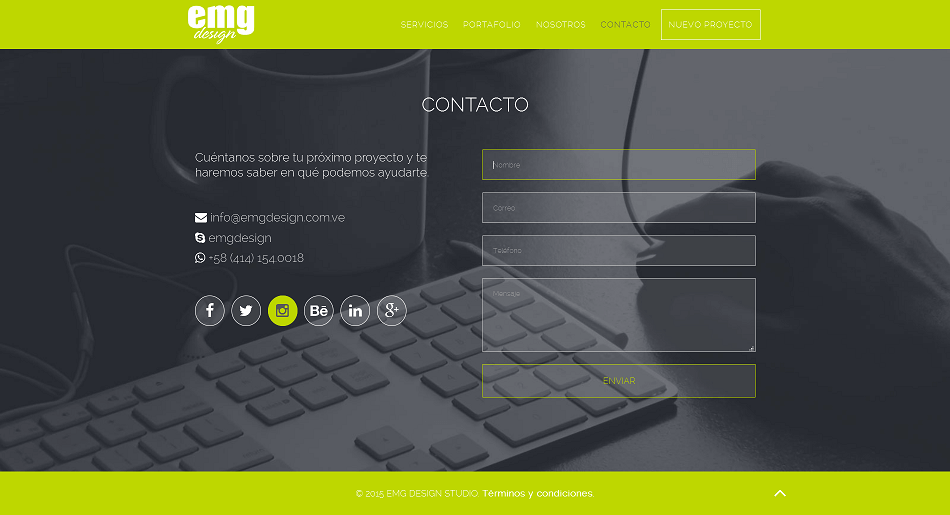 emg
design
SERVICIOS PORTAFOLIO NOSOTROS CONTACTO NUEVO PROYECTO
CONTACTO
Cuéntanos sobre tu próximo proyecto y te
haremos saber en qué podemos ayudarte.
info@emgdesign.com.ve
emgdesign
+58 (414) 154.0018
Bē
in
g+
Nombre
Correo
Teléfono
Mensaje
ENVIAR
© 2015 EMG DESIGN STUDIO. Términos y condiciones.